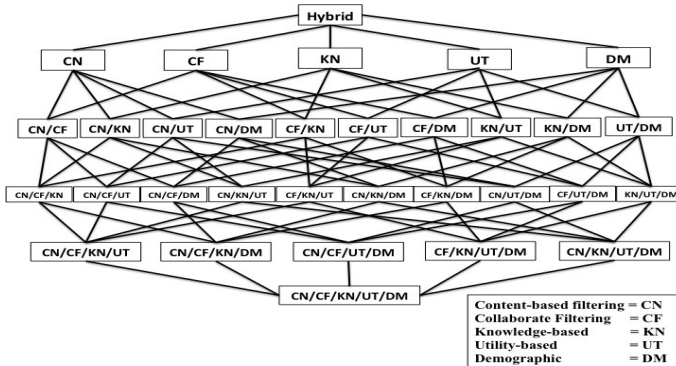 Hybrid
CN CF KN UT DM
CN/CF CN/KN CN/UT CN/DM CF/KN CF/UT CF/DM KN/UT KN/DM UT/DM
CN/CF/KN CN/CF/UT CN/CF/DM CN/KN/UT CF/KN/UT CN/KN/DM CF/KN/DM CN/UT/DM CF/UT/DM KN/UT/DM
CN/CF/KN/UT CN/CF/KN/DM CN/CF/UT/DM CF/KN/UT/DM CN/KN/UT/DM
CN/CF/KN/UT/DM
Content-based filtering = CN
Collaborate Filtering = CF
Knowledge-based = KN
Utility-based = UT
Demographic = DM